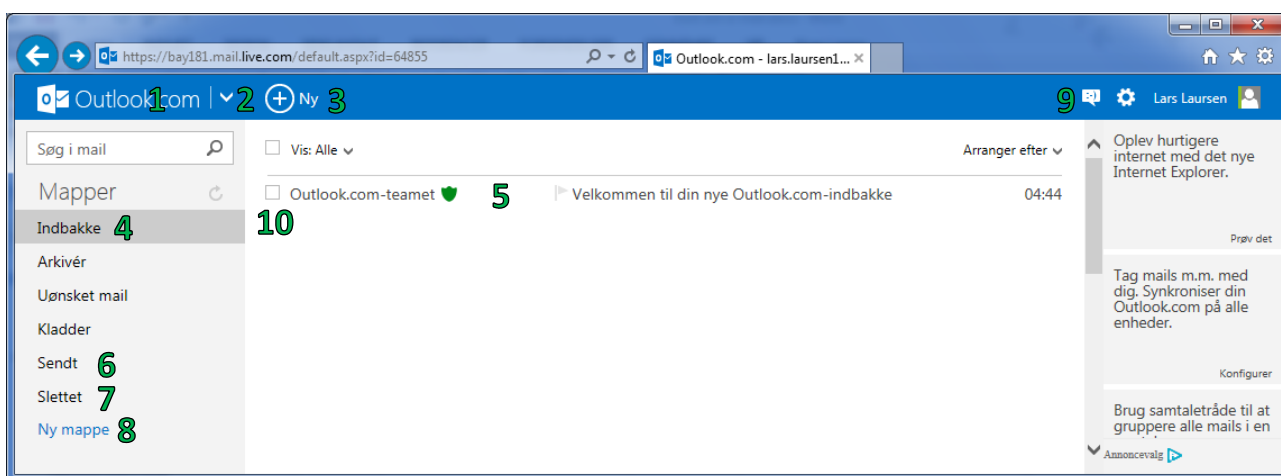 https://bay181.mail.live.com/default.aspx?id=64855
Outlook.com - lars.laursen1...
Outlook.com 1 2 Ny 3 9 Lars Laursen
Søg i mail
Mapper
Indbakke 4
Arkivér
Uønsket mail
Kladder
Sendt 6
Slettet 7
Ny mappe 8
Vis: Alle Arranger efter
Outlook.com-teamet 5 Velkommen til din nye Outlook.com-indbakke 04:44
10
Oplev hurtigere
internet med det nye
Internet Explorer.
Prøv det
Tag mails m.m. med
dig. Synkroniser din
Outlook.com på alle
enheder.
Konfigurer
Brug samtaletråde til at
gruppere alle mails i en
Annoncevalg